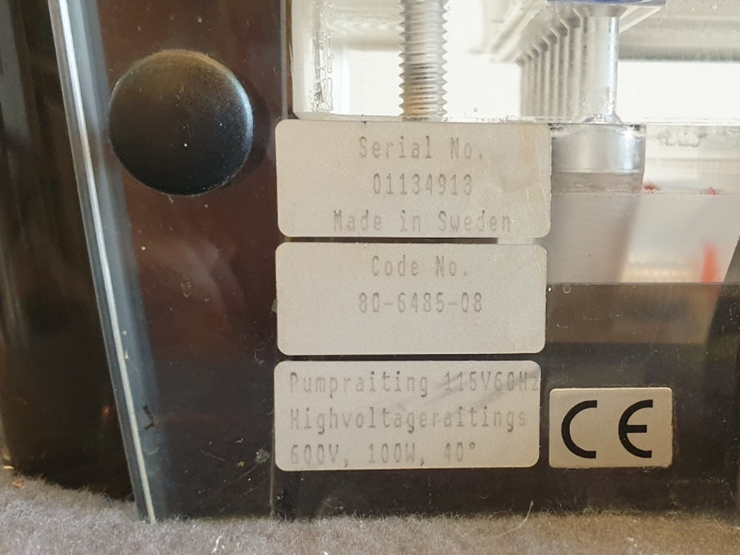 Serial No.
01134913
Made in Sweden
Code No.
80-6485-08
Pumpraiting 115V60Hz
Highvoltageraitings
600V, 100W, 40°
CE